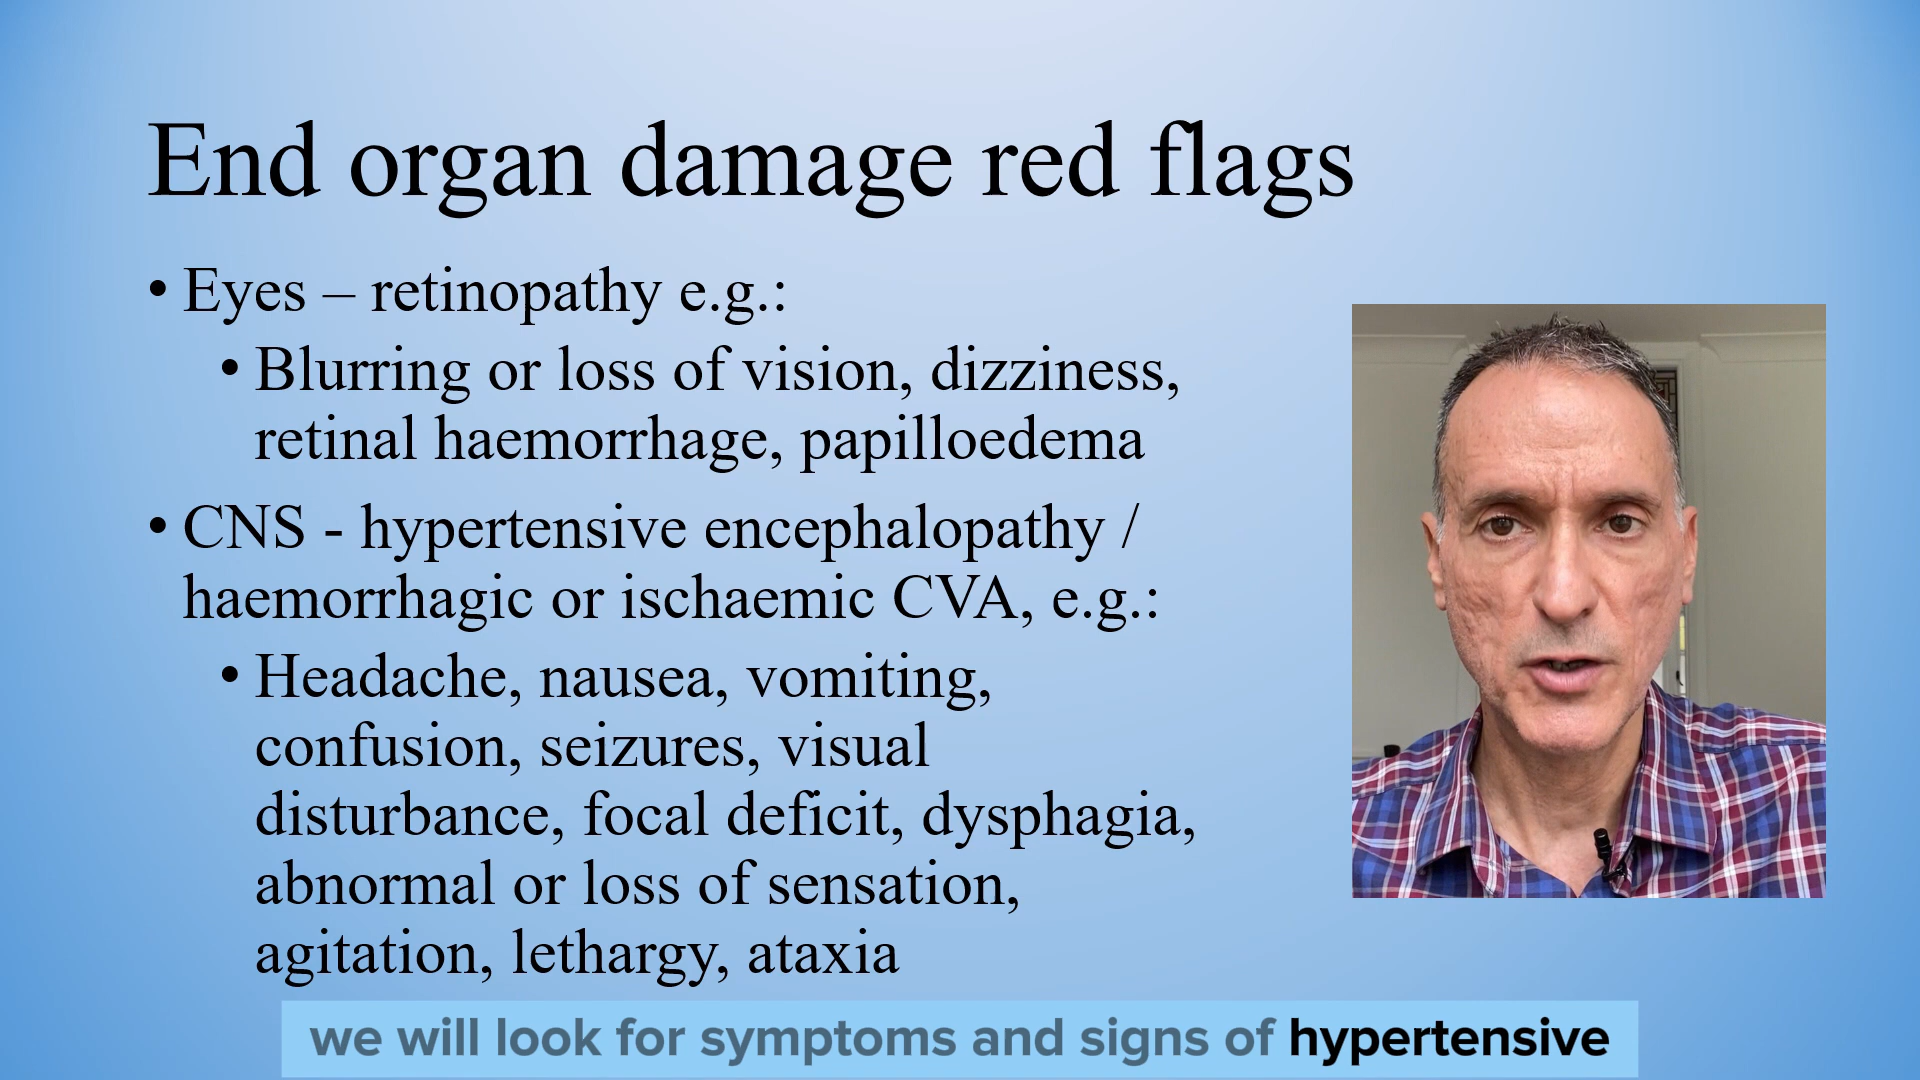 End organ damage red flags
• Eyes – retinopathy e.g.:
• Blurring or loss of vision, dizziness,
retinal haemorrhage, papilloedema
• CNS - hypertensive encephalopathy /
haemorrhagic or ischaemic CVA, e.g.:
• Headache, nausea, vomiting,
confusion, seizures, visual
disturbance, focal deficit, dysphagia,
abnormal or loss of sensation,
agitation, lethargy, ataxia
we will look for symptoms and signs of hypertensive